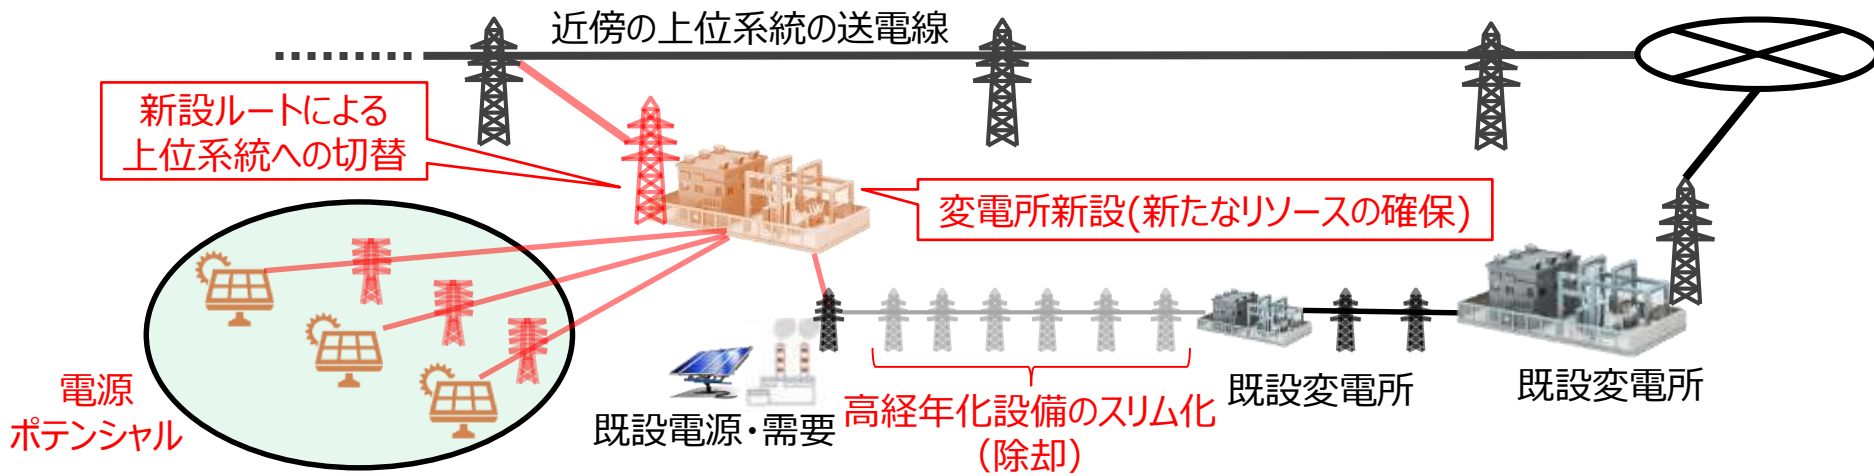 近傍の上位系統の送電線
新設ルートによる
上位系統への切替
変電所新設(新たなリソースの確保)
電源
ポテンシャル
既設電源・需要
高経年化設備のスリム化
（除却）
既設変電所
既設変電所